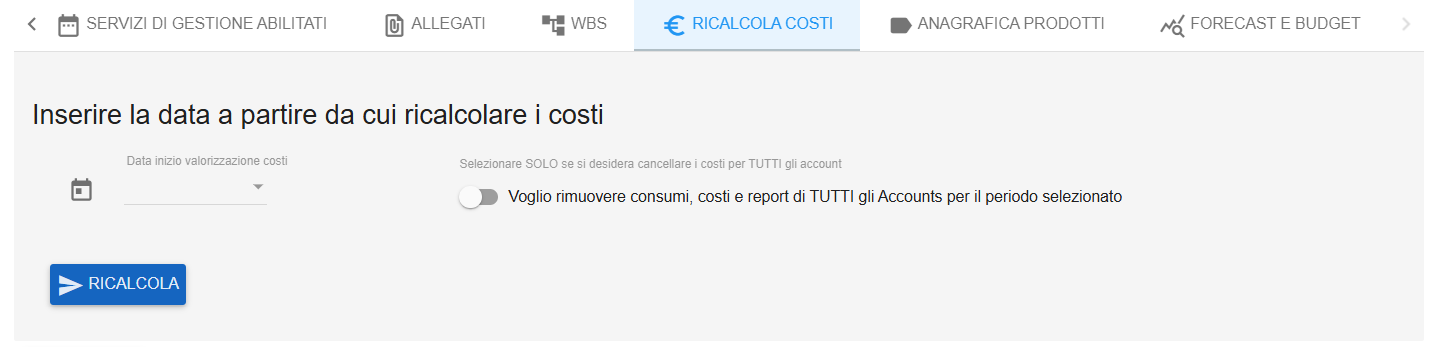 SERVIZI DI GESTIONE ABILITATI
ALLEGATI
WBS
RICALCOLA COSTI
ANAGRAFICA PRODOTTI
FORECAST E BUDGET
Inserire la data a partire da cui ricalcolare i costi
Data inizio valorizzazione costi
Selezionare SOLO se si desidera cancellare i costi per TUTTI gli account
Voglio rimuovere consumi, costi e report di TUTTI gli Accounts per il periodo selezionato
RICALCOLA